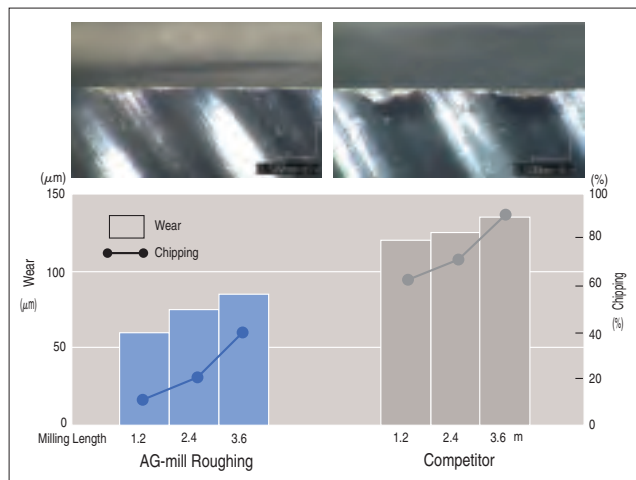 (μm)
(%)
150
100
50
0
Wear
(μm)
Wear
Chipping
100
80
60
40
20
0
Chipping
(%)
Milling Length 1.2 2.4 3.6 1.2 2.4 3.6 m
AG-mill Roughing Competitor